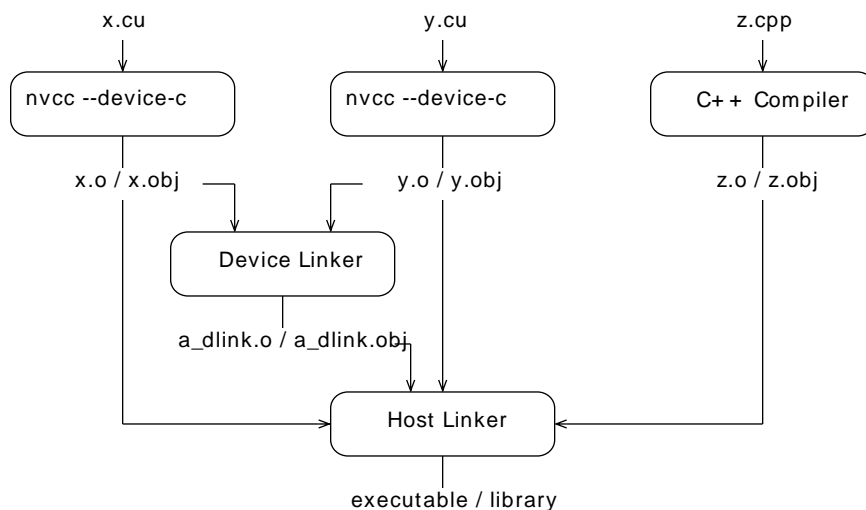 x.cu
y.cu
z.cpp
nvcc --device-c
nvcc --device-c
C++ Compiler
x.o / x.obj
y.o / y.obj
z.o / z.obj
Device Linker
a_dlink.o / a_dlink.obj
Host Linker
executable / library